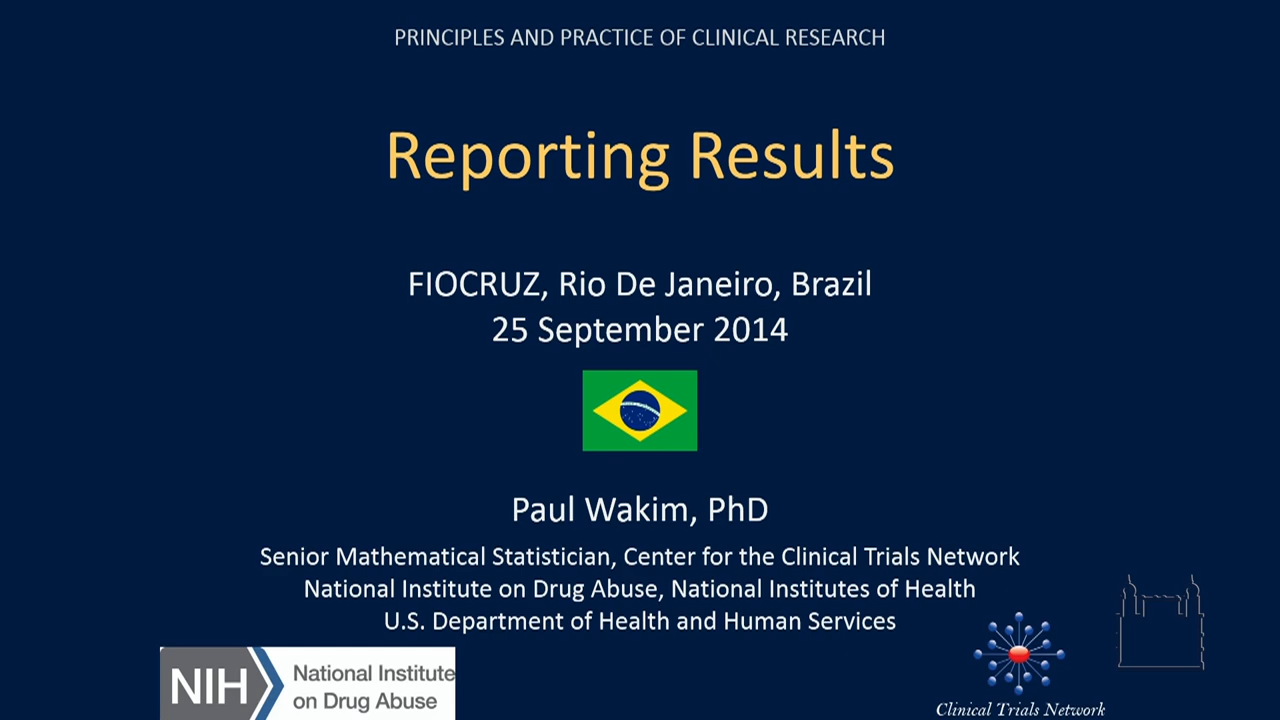 PRINCIPLES AND PRACTICE OF CLINICAL RESEARCH
Reporting Results
FIOCRUZ, Rio De Janeiro, Brazil
25 September 2014
Paul Wakim, PhD
Senior Mathematical Statistician, Center for the Clinical Trials Network
National Institute on Drug Abuse, National Institutes of Health
U.S. Department of Health and Human Services
NIH
National Institute
on Drug Abuse
Clinical Trials Network